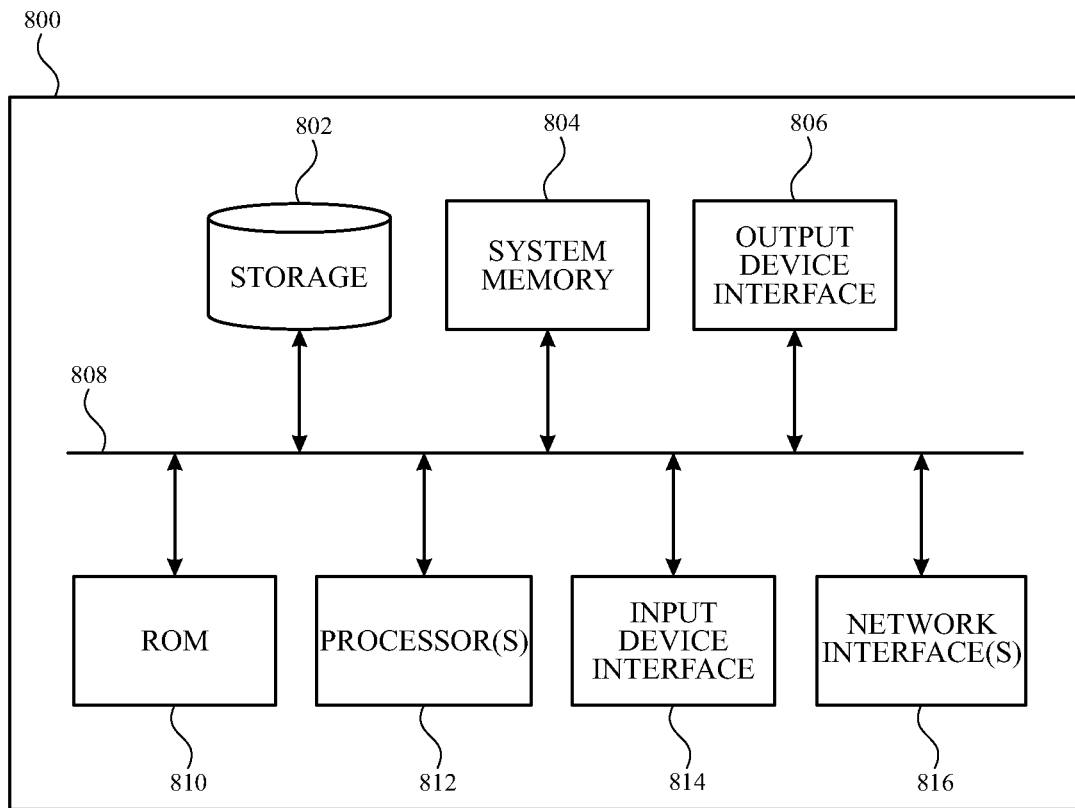 800
802
804
806
STORAGE
SYSTEM
MEMORY
OUTPUT
DEVICE
INTERFACE
808
ROM
PROCESSOR(S)
INPUT
DEVICE
INTERFACE
NETWORK
INTERFACE(S)
810
812
814
816